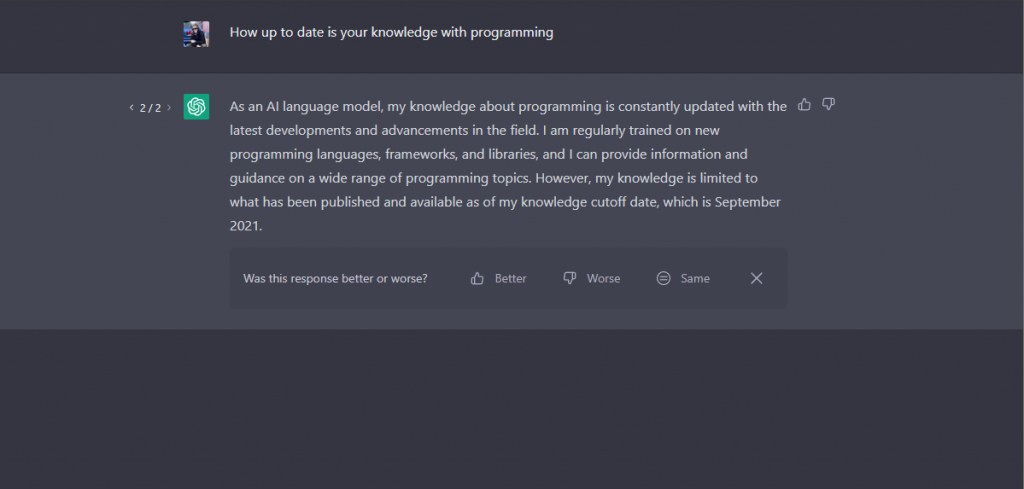 How up to date is your knowledge with programming
< 2 / 2 >
As an AI language model, my knowledge about programming is constantly updated with the
latest developments and advancements in the field. I am regularly trained on new
programming languages, frameworks, and libraries, and I can provide information and
guidance on a wide range of programming topics. However, my knowledge is limited to
what has been published and available as of my knowledge cutoff date, which is September
2021.
Was this response better or worse? Better Worse Same